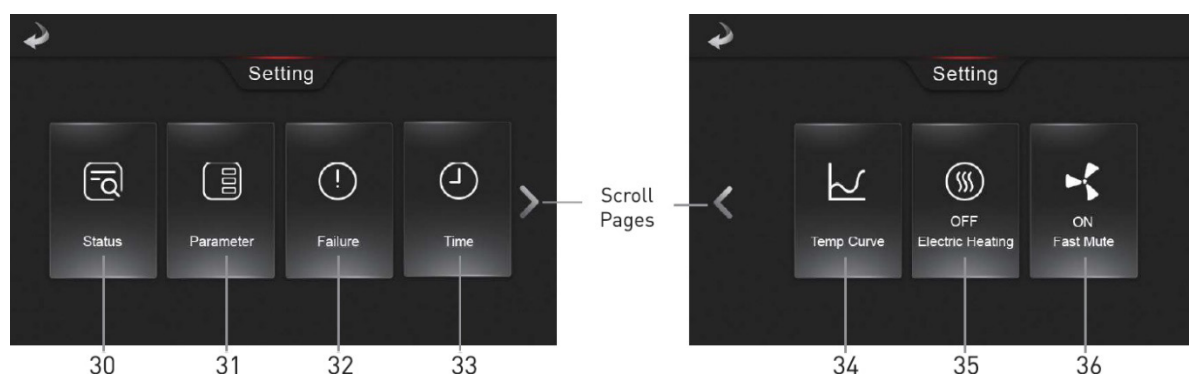 Setting
Status
Parameter
Failure
Time
30
31
32
33
Scroll
Pages
Setting
Temp Curve
OFF
Electric Heating
ON
Fast Mute
34
35
36